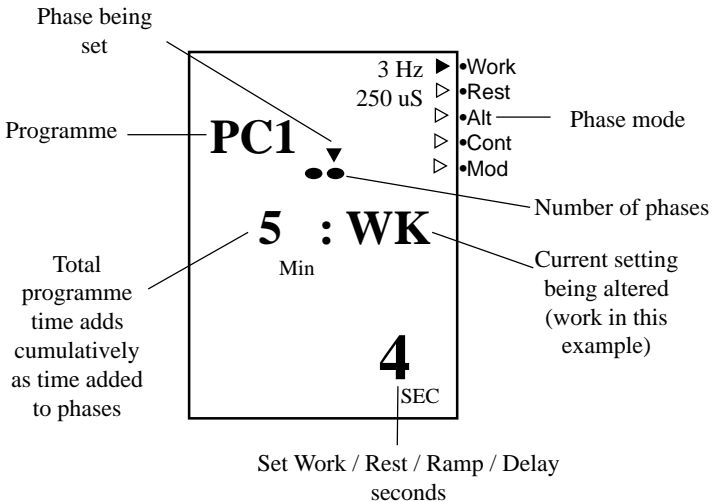 Phase being
set
3 Hz
•Work
250 uS
•Rest
•Alt
Phase mode
Programme
PC1
•Cont
•Mod
Number of phases
5 : WK
Min
Total
programme
time adds
cumulatively
as time added
to phases
Current setting
being altered
(work in this
example)
4
SEC
Set Work / Rest / Ramp / Delay
seconds